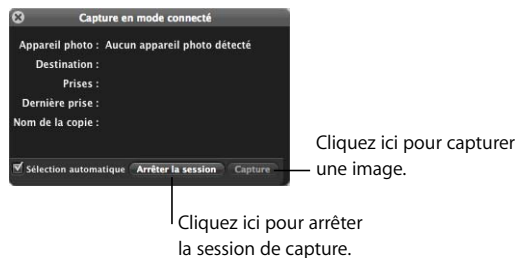 Capture en mode connecté
Appareil photo : Aucun appareil photo détecté
Destination :
Prises :
Dernière prise :
Nom de la copie :
Sélection automatique Arrêter la session Capture
Cliquez ici pour capturer
une image.
Cliquez ici pour arrêter
la session de capture.